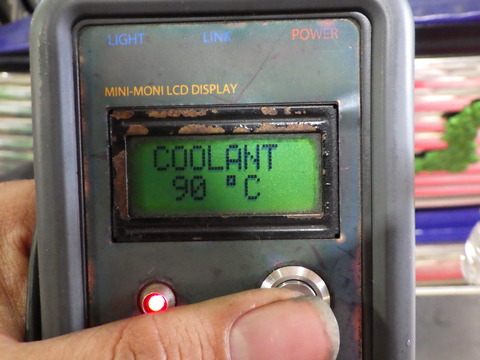 LIGHT LINK POWER
MINI-MONI LCD DISPLAY
COOLANT
90 °C